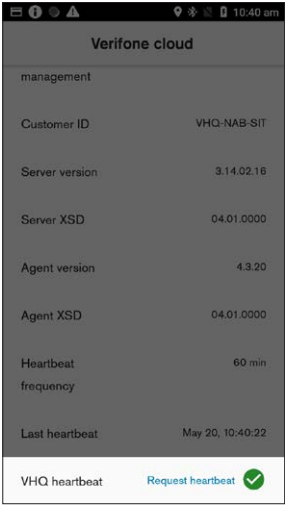 10:40 am
Verifone cloud
management
Customer ID VHQ-NAB-SIT
Server version 3.14.02.16
Server XSD 04.01.0000
Agent version 4.3.20
Agent XSD 04.01.0000
Heartbeat 60 min
frequency
Last heartbeat May 20, 10:40:22
VHQ heartbeat Request heartbeat